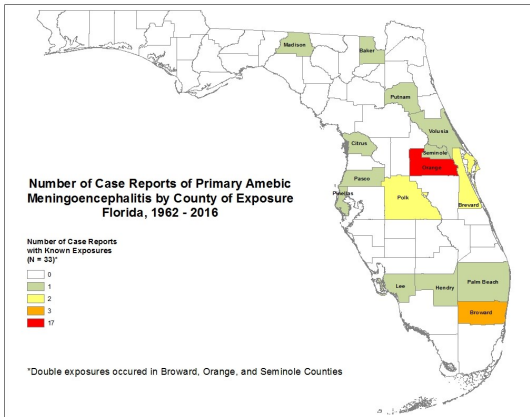 Madison
Baker
Putnam
Volusia
Citrus
Seminole
Orange
Pasco
Number of Case Reports of Primary Amebic
Meningoencephalitis by County of Exposure
Florida, 1962 - 2016
Pinellas
Polk
Brevard
Number of Case Reports
with Known Exposures
(N = 33)*
0
1
2
3
17
Lee
Hendry
Palm Beach
Broward
*Double exposures occured in Broward, Orange, and Seminole Counties